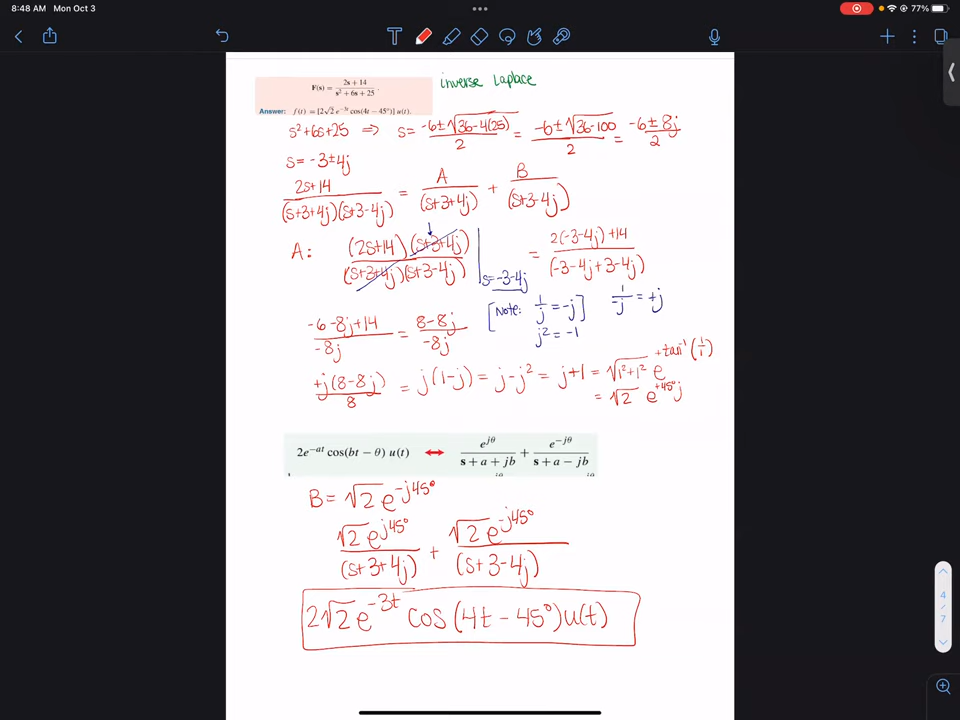 8:48 AM Mon Oct 3
77%
T
F(s) = (2s + 14)/(s² + 6s + 25).
inverse Laplace
Answer: f(t) = [2√2 e^(−3t) cos(4t − 45°)] u(t).
s²+6s+25 ⇒ s = (−6±√(36−4(25)))/2 = (−6±√(36−100))/2 = (−6±8j)/2
s = −3±4j
(2s+14)/((s+3+4j)(s+3−4j)) = A/(s+3+4j) + B/(s+3−4j)
A: (2s+14)(s+3+4j)/((s+3+4j)(s+3−4j)) | s=−3−4j = (2(−3−4j)+14)/(−3−4j+3−4j)
[Note: 1/j = −j] 1/−j = +j
j² = −1
(−6−8j+14)/(−8j) = (8−8j)/(−8j)
+j(8−8j)/8 = j(1−j) = j−j² = j+1 = √(1²+1²) e^(+tan⁻¹(1/1))
= √2 e^(+45°j)
2e^(−at) cos(bt − θ) u(t) ↔ e^(jθ)/(s + a + jb) + e^(−jθ)/(s + a − jb)
B = √2 e^(−j45°)
√2 e^(j45°)/(s+3+4j) + √2 e^(−j45°)/(s+3−4j)
2√2 e^(−3t) cos(4t − 45°)u(t)
4
/
7